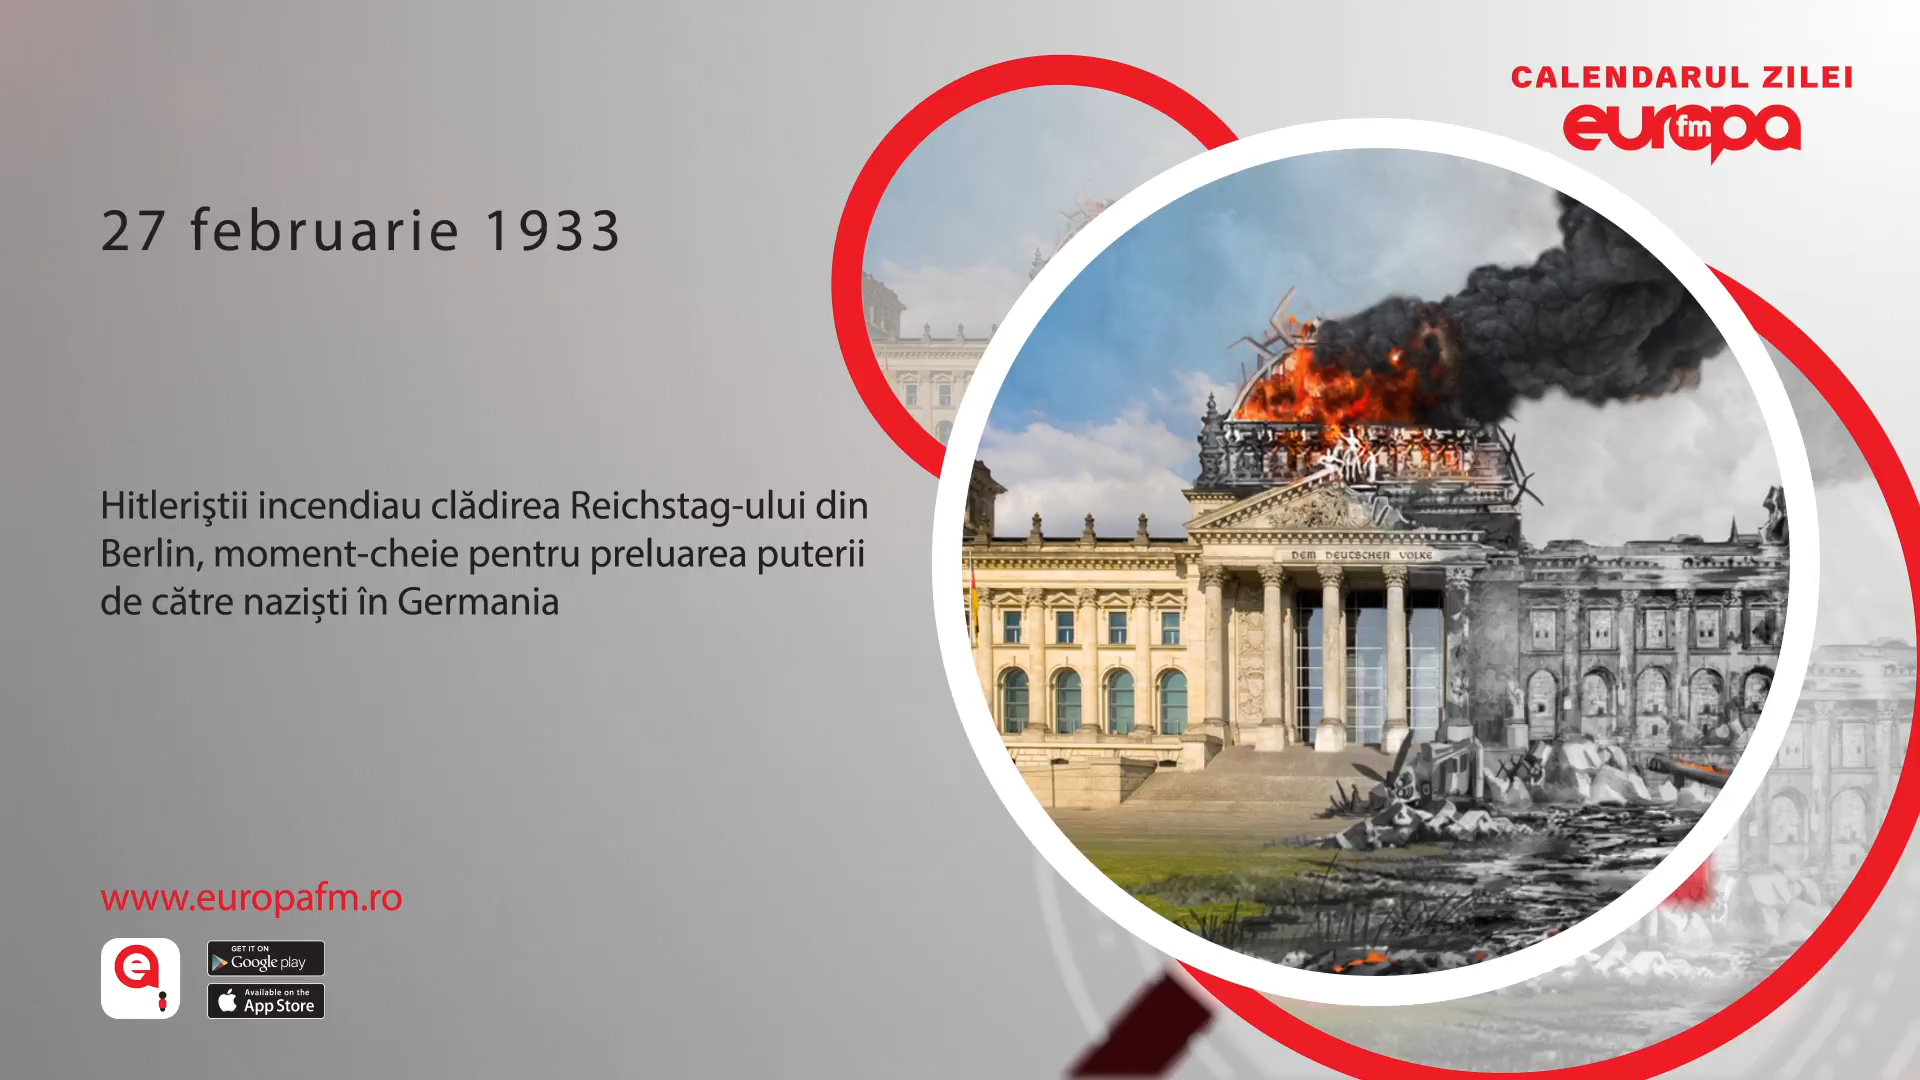 CALENDARUL ZILEI
europa fm
27 februarie 1933
Hitleriştii incendiau clădirea Reichstag-ului din
Berlin, moment-cheie pentru preluarea puterii
de către naziști în Germania
DEM DEUTSCHEN VOLKE
www.europafm.ro
e
GET IT ON
Google play
Available on the
App Store